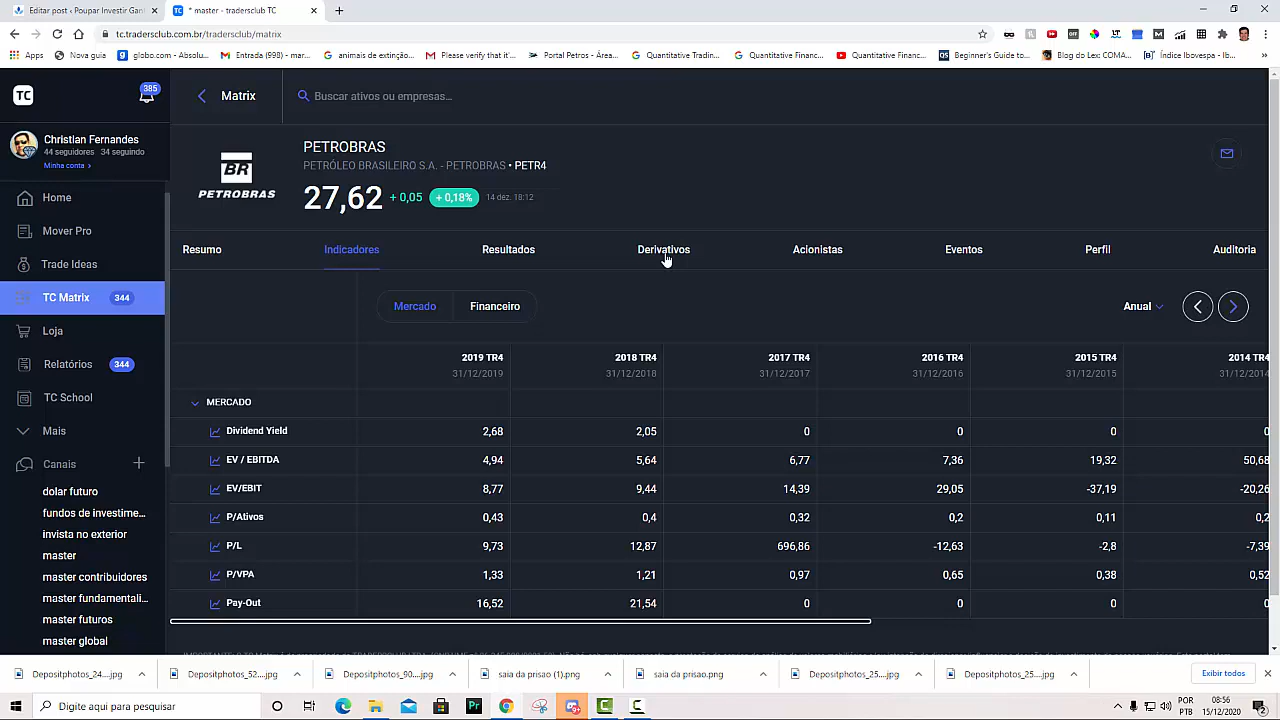 Editar post ‹ Poupar Investir Gan
* master - tradersclub TC
tc.tradersclub.com.br/tradersclub/matrix
Apps
Nova guia
globo.com - Absolu...
Entrada (998) - mar...
animais de extinção...
Please verify that it'...
Portal Petros - Área...
Quantitative Trading
Quantitative Financ...
Quantitative Financ...
Beginner's Guide to...
Blog do Lex| COMA...
Índice Ibovespa - Ib...
TC
385
Matrix
Buscar ativos ou empresas...
Christian Fernandes
44 seguidores 34 seguindo
Minha conta >
BR
PETROBRAS
PETROBRAS
PETRÓLEO BRASILEIRO S.A. - PETROBRAS • PETR4
27,62 + 0,05 + 0,18% 14 dez. 18:12
Home
Mover Pro
Trade Ideas
TC Matrix 344
Loja
Relatórios 344
TC School
Mais
Canais
dolar futuro
fundos de investime...
invista no exterior
master
master contribuidores
master fundamentali...
master futuros
master global
Resumo Indicadores Resultados Derivativos Acionistas Eventos Perfil Auditoria
Mercado Financeiro Anual
2019 TR4 2018 TR4 2017 TR4 2016 TR4 2015 TR4 2014 TR4
31/12/2019 31/12/2018 31/12/2017 31/12/2016 31/12/2015 31/12/2014
MERCADO
Dividend Yield 2,68 2,05 0 0 0 0
EV / EBITDA 4,94 5,64 6,77 7,36 19,32 50,68
EV/EBIT 8,77 9,44 14,39 29,05 -37,19 -20,26
P/Ativos 0,43 0,4 0,32 0,2 0,11 0,2
P/L 9,73 12,87 696,86 -12,63 -2,8 -7,39
P/VPA 1,33 1,21 0,97 0,65 0,38 0,52
Pay-Out 16,52 21,54 0 0 0 0
Depositphotos_24....jpg
Depositphotos_52....jpg
Depositphotos_90....jpg
saia da prisao (1).png
saia da prisao.png
Depositphotos_25....jpg
Depositphotos_25....jpg
Exibir todos
Digite aqui para pesquisar
POR
PTB
08:56
15/12/2020
2